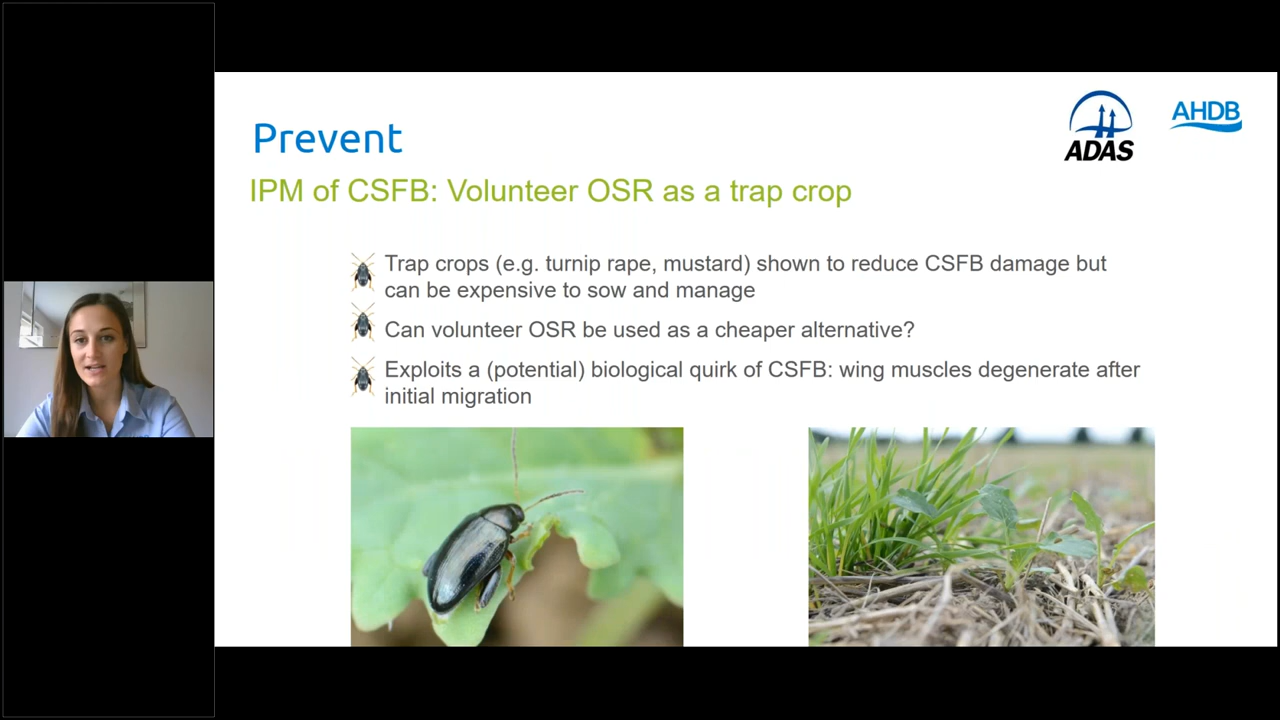 Prevent
ADAS
AHDB
IPM of CSFB: Volunteer OSR as a trap crop
Trap crops (e.g. turnip rape, mustard) shown to reduce CSFB damage but
can be expensive to sow and manage
Can volunteer OSR be used as a cheaper alternative?
Exploits a (potential) biological quirk of CSFB: wing muscles degenerate after
initial migration